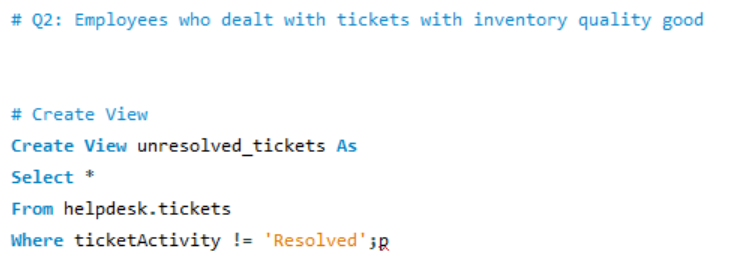 # Q2: Employees who dealt with tickets with inventory quality good
# Create View
Create View unresolved_tickets As
Select *
From helpdesk.tickets
Where ticketActivity != 'Resolved';p